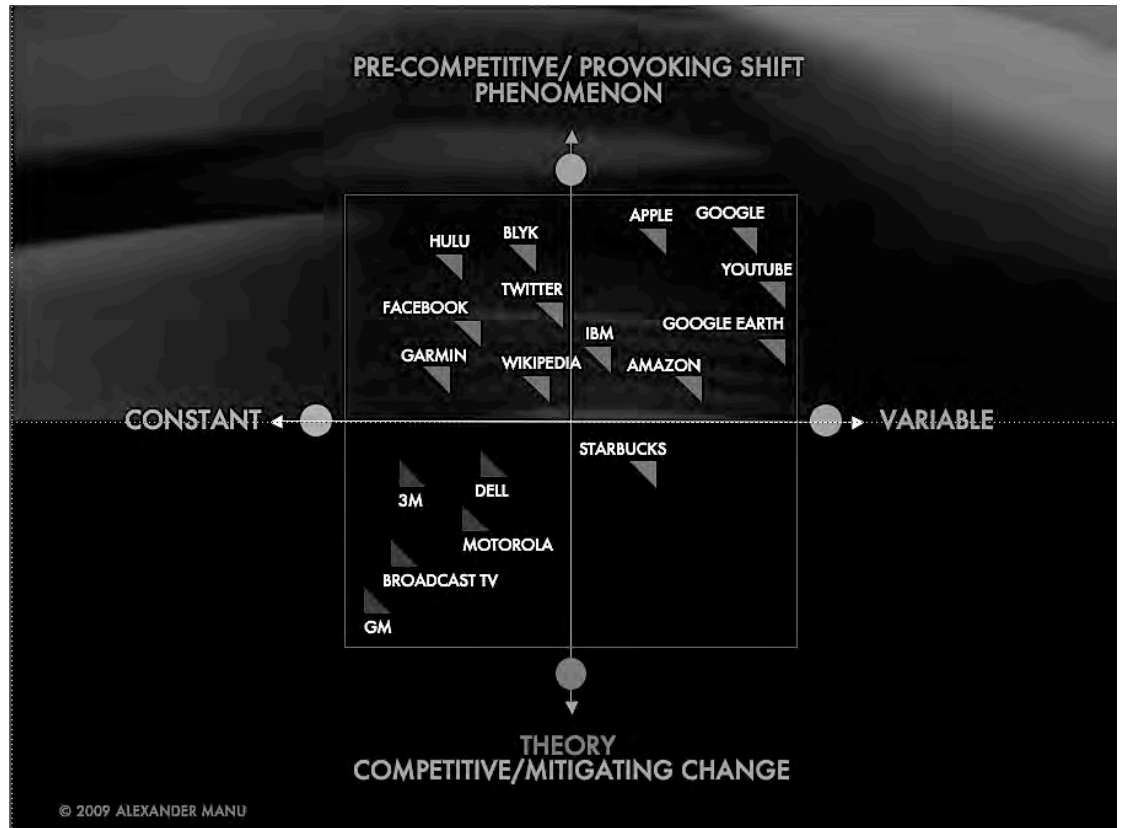 PRE-COMPETITIVE/ PROVOKING SHIFT
PHENOMENON
APPLE
GOOGLE
HULU
BLYK
YOUTUBE
TWITTER
FACEBOOK
GOOGLE EARTH
IBM
GARMIN
WIKIPEDIA
AMAZON
CONSTANT
VARIABLE
STARBUCKS
3M
DELL
MOTOROLA
BROADCAST TV
GM
THEORY
COMPETITIVE/MITIGATING CHANGE
© 2009 ALEXANDER MANU